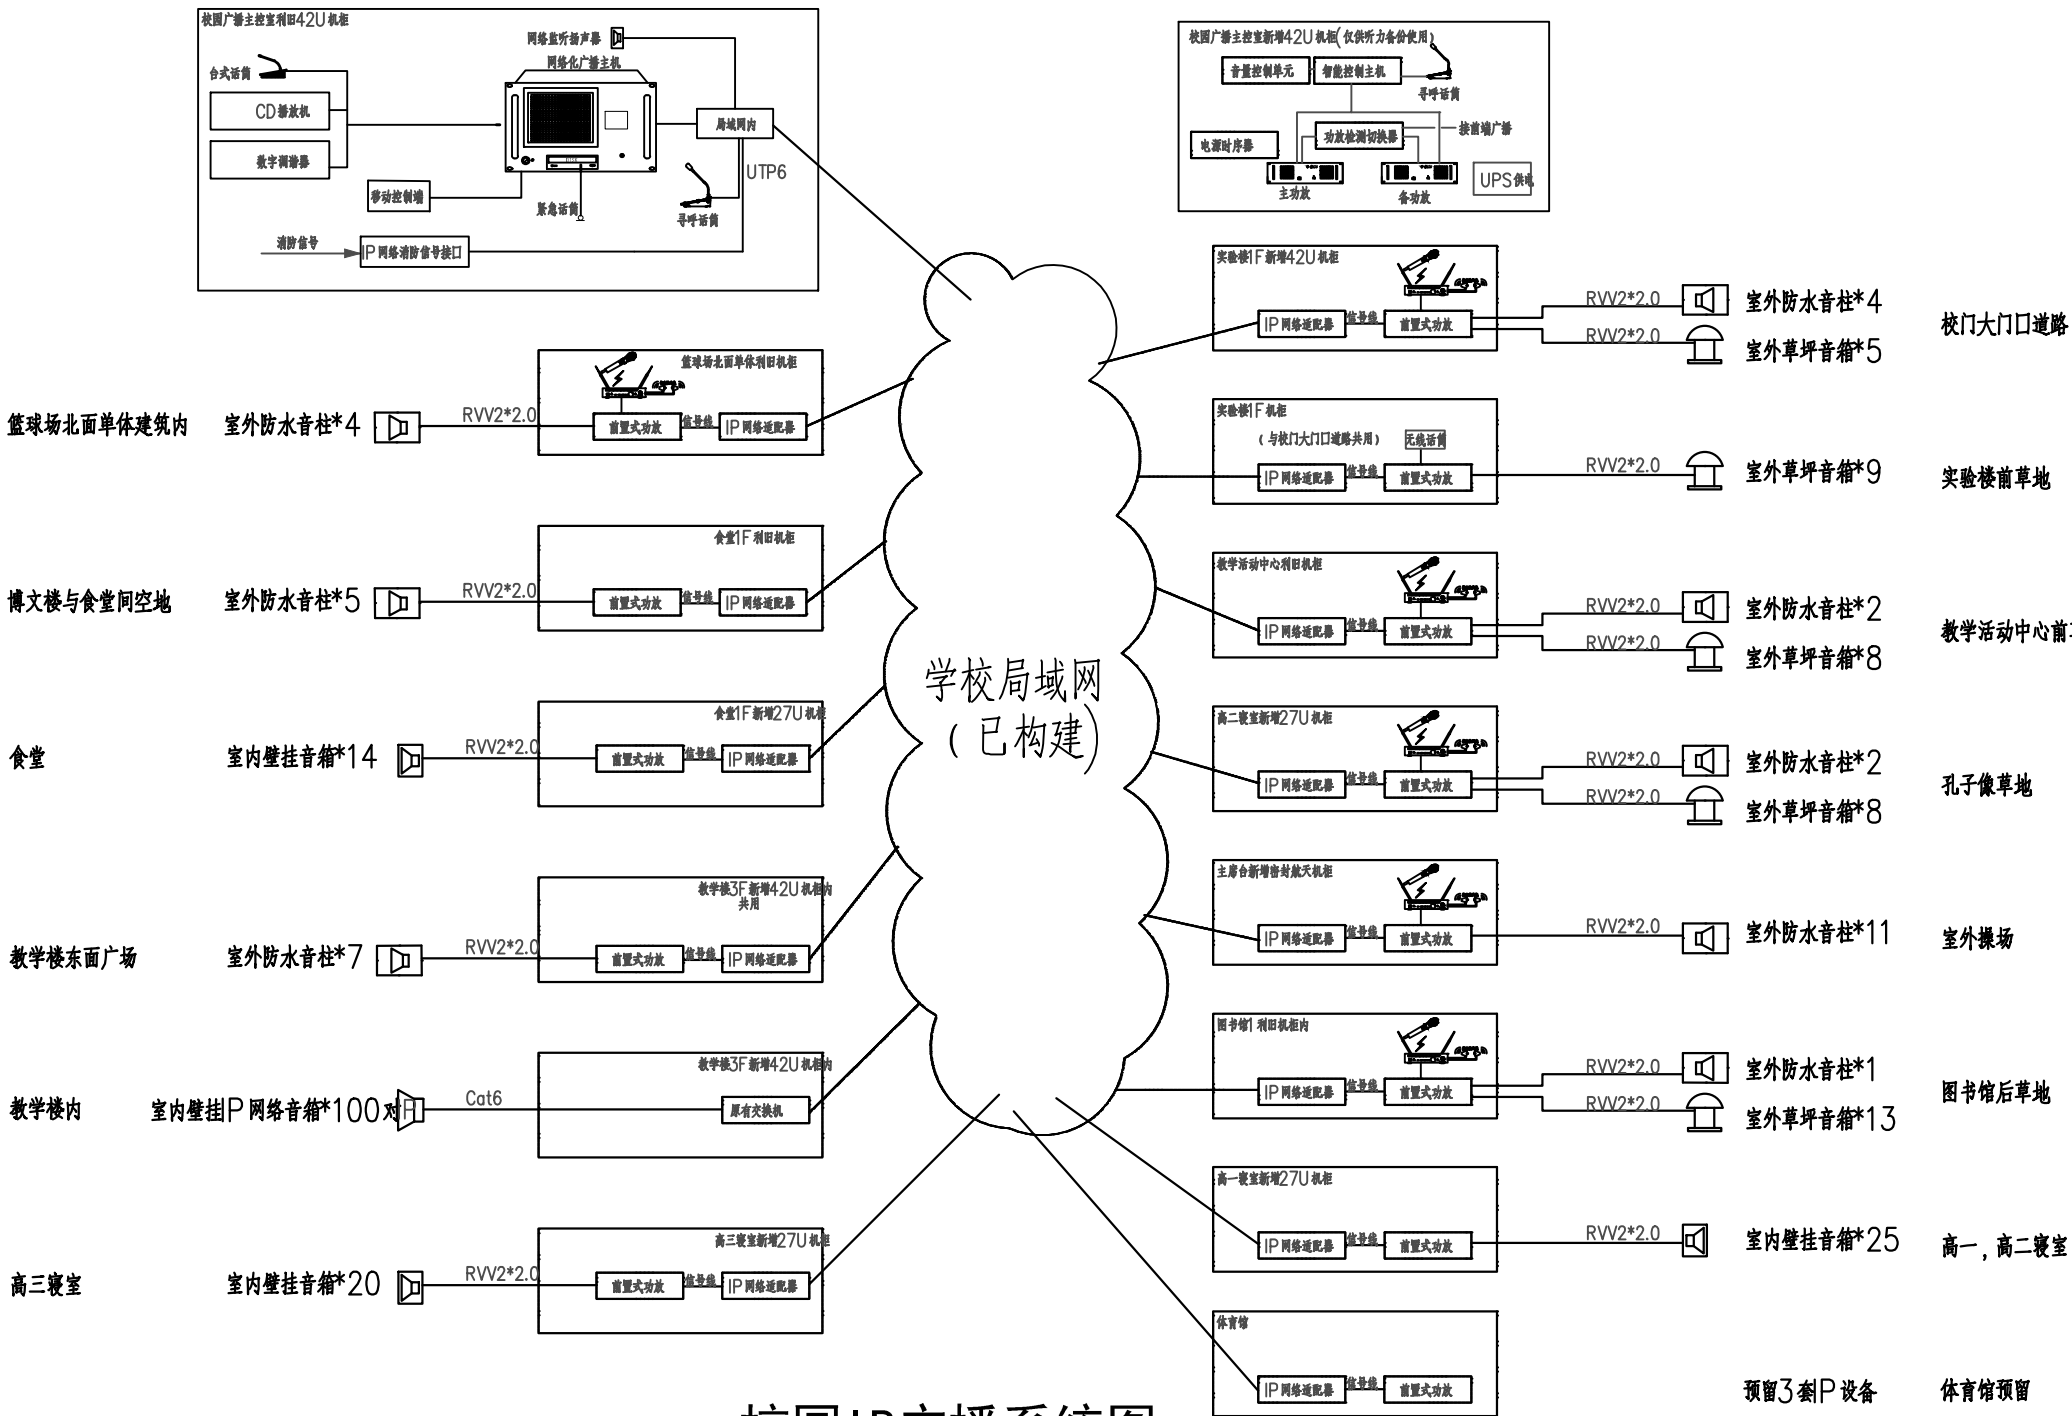 校园广播主控室利旧42U机柜
网络监听扬声器
台式话筒
网络化广播主机
CD播放机
局域网内
数字调谐器
UTP6
移动控制端
紧急话筒
寻呼话筒
消防信号
IP网络消防信号接口
校园广播主控室新增42U机柜(仅供听力备份使用)
音量控制单元
智能控制主机
寻呼话筒
功放检测切换器
接前端广播
电源时序器
主功放
备功放
UPS供电
学校局域网
(已构建)
篮球场北面单体利旧机柜
篮球场北面单体建筑内
室外防水音柱*4
RVV2*2.0
前置式功放
信号线
IP网络适配器
食堂1F利旧机柜
博文楼与食堂间空地
室外防水音柱*5
RVV2*2.0
前置式功放
信号线
IP网络适配器
食堂1F新增27U机柜
食堂
室内壁挂音箱*14
RVV2*2.0
前置式功放
信号线
IP网络适配器
教学楼3F新增42U机柜内
共用
教学楼东面广场
室外防水音柱*7
RVV2*2.0
前置式功放
信号线
IP网络适配器
教学楼3F新增42U机柜内
教学楼内
室内壁挂IP网络音箱*100对
IP
Cat6
原有交换机
高三寝室新增27U机柜
高三寝室
室内壁挂音箱*20
RVV2*2.0
前置式功放
信号线
IP网络适配器
实验楼1F新增42U机柜
IP网络适配器
信号线
前置式功放
RVV2*2.0
室外防水音柱*4
RVV2*2.0
室外草坪音箱*5
校门大门口道路
实验楼1F机柜
(与校门大门口道路共用)
无线话筒
IP网络适配器
信号线
前置式功放
RVV2*2.0
室外草坪音箱*9
实验楼前草地
教学活动中心利旧机柜
IP网络适配器
信号线
前置式功放
RVV2*2.0
室外防水音柱*2
RVV2*2.0
室外草坪音箱*8
教学活动中心前
高二寝室新增27U机柜
IP网络适配器
信号线
前置式功放
RVV2*2.0
室外防水音柱*2
RVV2*2.0
室外草坪音箱*8
孔子像草地
主席台新增密封航天机柜
IP网络适配器
信号线
前置式功放
RVV2*2.0
室外防水音柱*11
室外操场
图书馆1利旧机柜内
IP网络适配器
信号线
前置式功放
RVV2*2.0
室外防水音柱*1
RVV2*2.0
室外草坪音箱*13
图书馆后草地
高一寝室新增27U机柜
IP网络适配器
信号线
前置式功放
RVV2*2.0
室内壁挂音箱*25
高一,高二寝室
体育馆
IP网络适配器
信号线
前置式功放
预留3套IP设备
体育馆预留
校园IP广播系统图